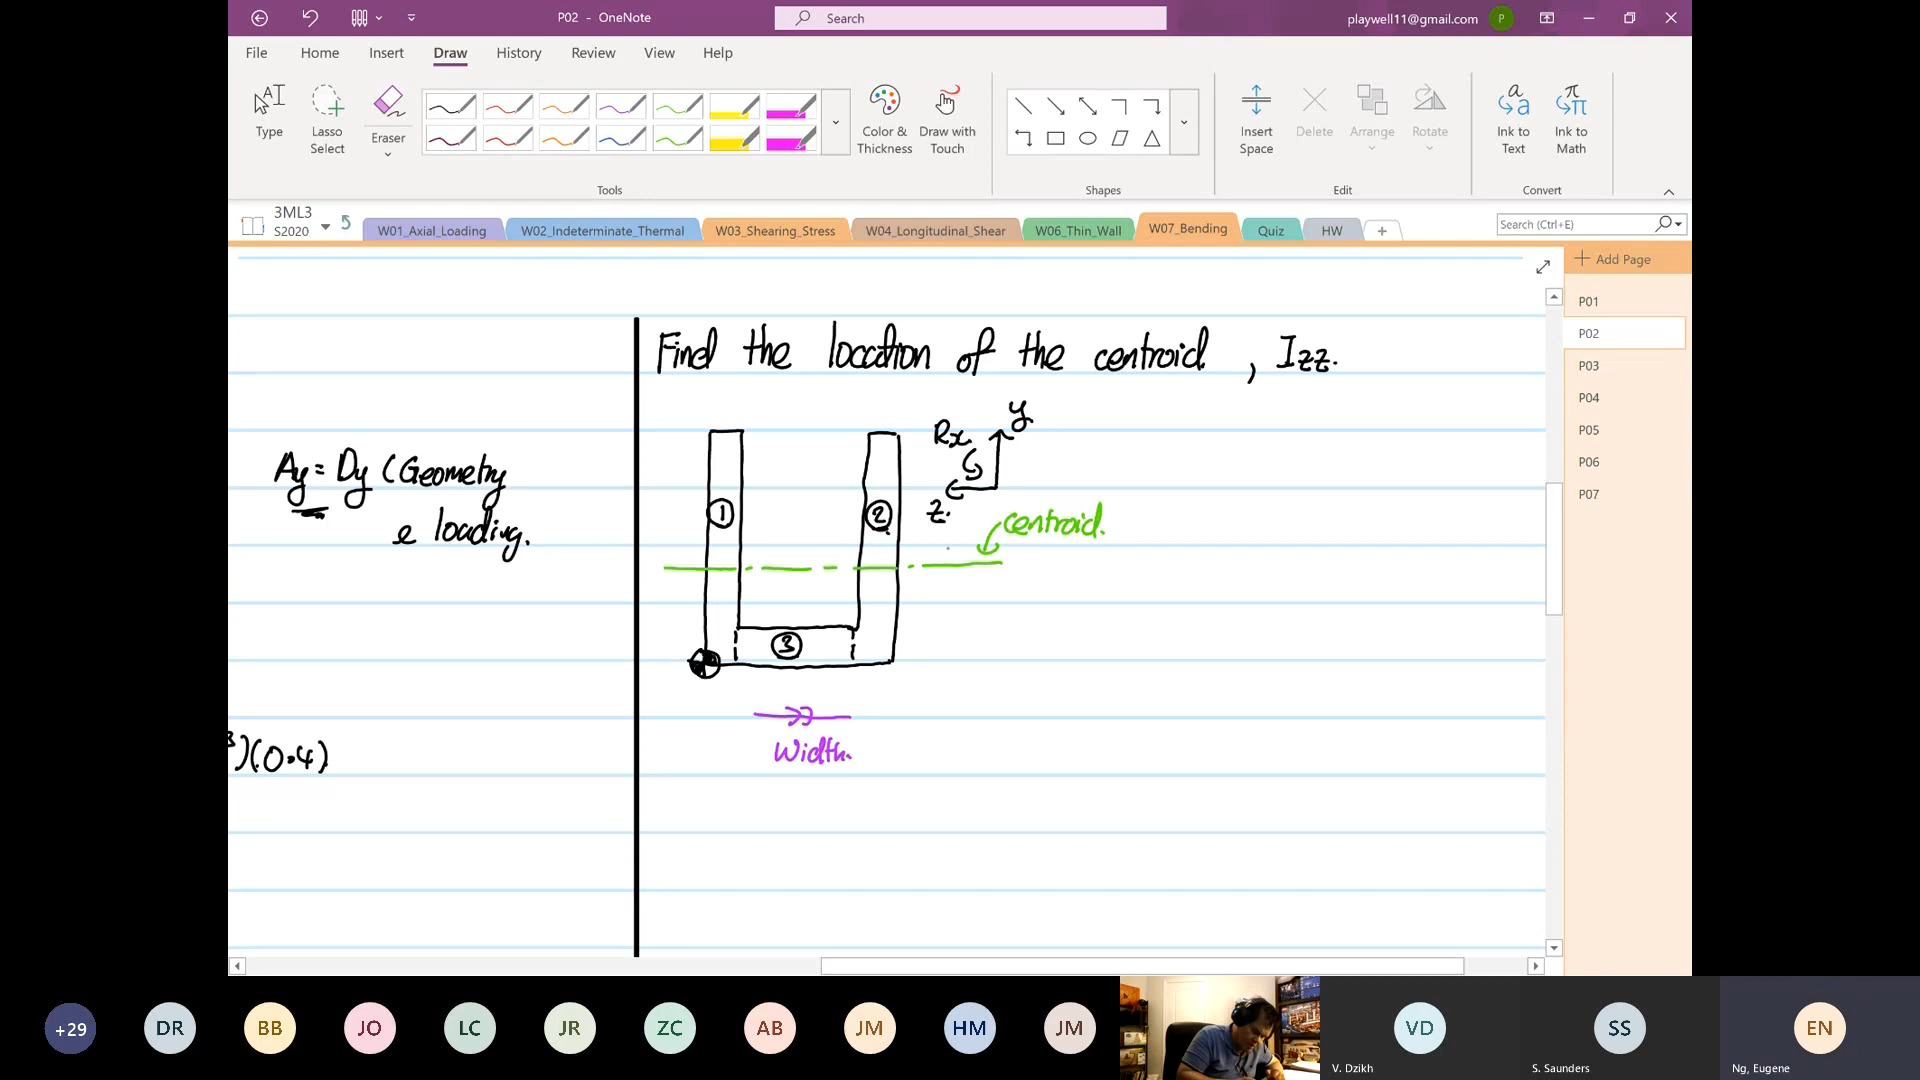 P02 - OneNote
Search
playwell11@gmail.com
P
File Home Insert Draw History Review View Help
Type
Lasso Select
Eraser
Color & Thickness
Draw with Touch
Insert Space
Delete
Arrange
Rotate
Ink to Text
Ink to Math
Tools
Shapes
Edit
Convert
3ML3 S2020
W01_Axial_Loading
W02_Indeterminate_Thermal
W03_Shearing_Stress
W04_Longitudinal_Shear
W06_Thin_Wall
W07_Bending
Quiz
HW
Search (Ctrl+E)
Add Page
P01
P02
P03
P04
P05
P06
P07
Find the location of the centroid, Izz.
Ay = Dy (Geometry
e loading.
)(0.4)
y
Rx
z.
centroid.
1
2
3
Width.
+29
DR
BB
JO
LC
JR
ZC
AB
JM
HM
JM
VD
V. Dzikh
SS
S. Saunders
EN
Ng, Eugene